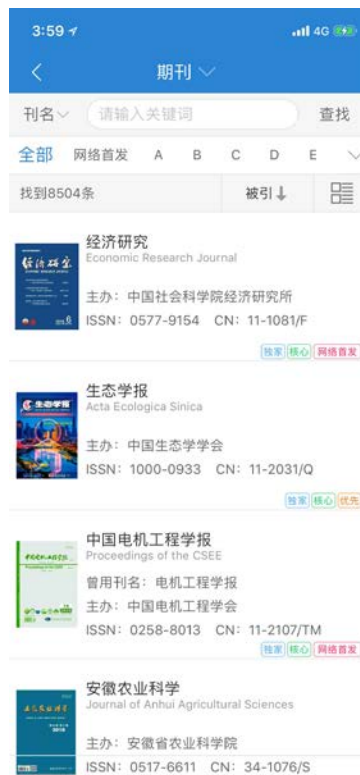 3:59
4G
期刊
刊名
请输入关键词
查找
全部 网络首发 A B C D E
找到8504条
被引↓
经济研究
Economic Research Journal
主办：中国社会科学院经济研究所
ISSN：0577-9154 CN：11-1081/F
独家 核心 网络首发
生态学报
Acta Ecologica Sinica
主办：中国生态学学会
ISSN：1000-0933 CN：11-2031/Q
独家 核心 优先
中国电机工程学报
Proceedings of the CSEE
曾用刊名：电机工程学报
主办：中国电机工程学会
ISSN：0258-8013 CN：11-2107/TM
独家 核心 网络首发
安徽农业科学
Journal of Anhui Agricultural Sciences
主办：安徽省农业科学院
ISSN：0517-6611 CN：34-1076/S